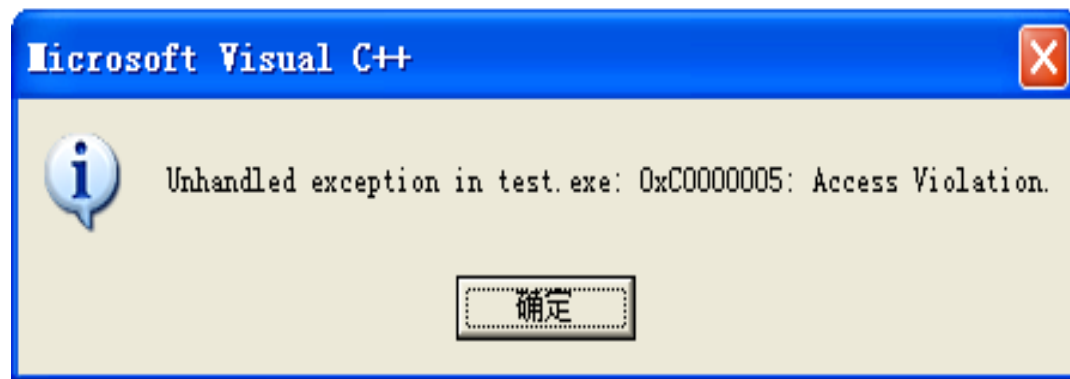 Microsoft Visual C++
Unhandled exception in test.exe: 0xC0000005: Access Violation.
确定